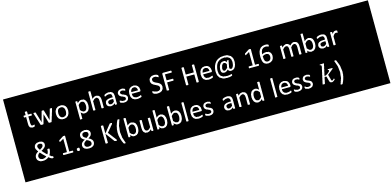 two phase SF He@ 16 mbar
& 1.8 K(bubbles and less k)